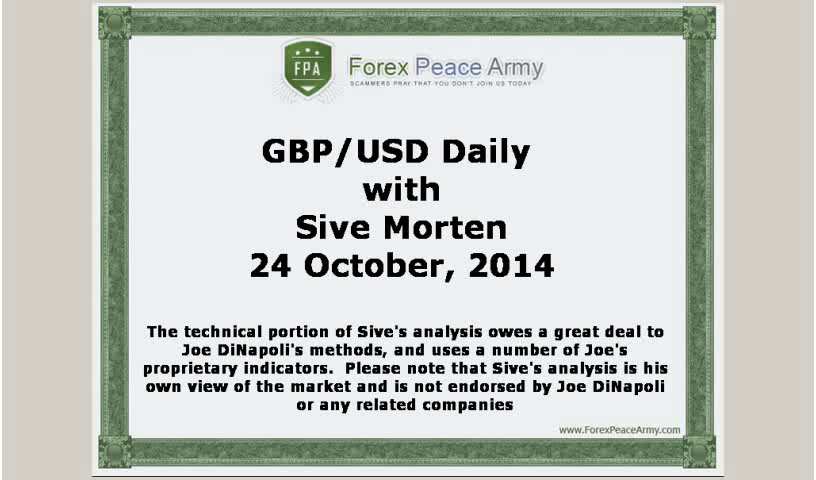 FPA
Forex Peace Army
SCAMMERS PRAY THAT YOU DON'T JOIN US TODAY
GBP/USD Daily
with
Sive Morten
24 October, 2014
The technical portion of Sive's analysis owes a great deal to
Joe DiNapoli's methods, and uses a number of Joe's
proprietary indicators.  Please note that Sive's analysis is his
own view of the market and is not endorsed by Joe DiNapoli
or any related companies
www.ForexPeaceArmy.com